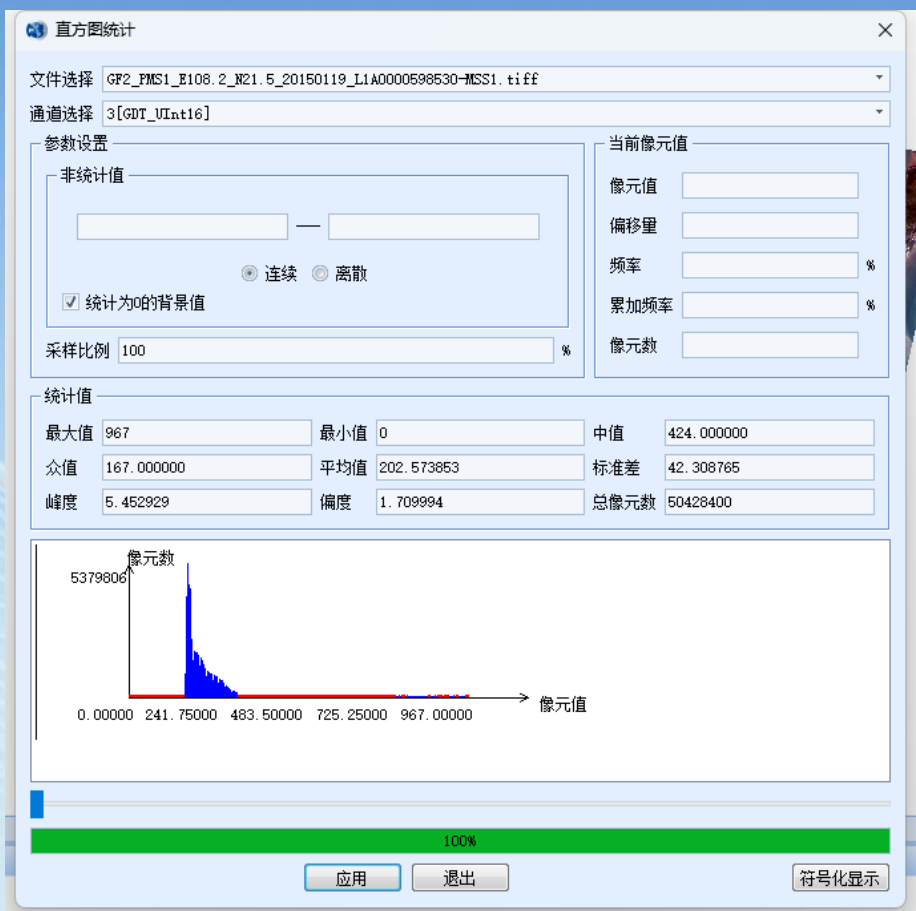 直方图统计
文件选择 GF2_PMS1_E108.2_N21.5_20150119_L1A0000598530-MSS1.tiff
通道选择 3[GDT_UInt16]
参数设置
非统计值
—
连续 离散
统计为0的背景值
采样比例 100 %
当前像元值
像元值
偏移量
频率 %
累加频率 %
像元数
统计值
最大值 967 最小值 0 中值 424.000000
众值 167.000000 平均值 202.573853 标准差 42.308765
峰度 5.452929 偏度 1.709994 总像元数 50428400
像元数
5379806
像元值
0.00000 241.75000 483.50000 725.25000 967.00000
100%
应用 退出 符号化显示